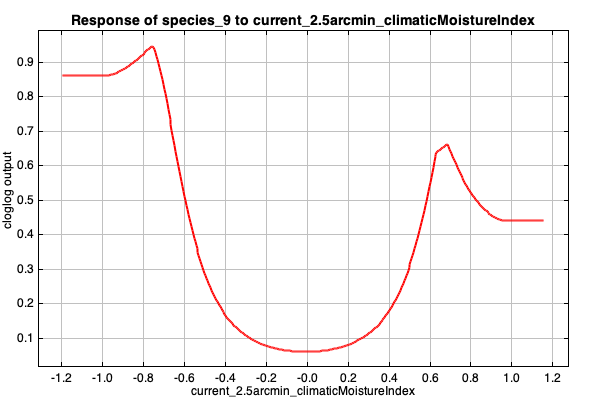 Response of species_9 to current_2.5arcmin_climaticMoistureIndex
cloglog output
0.9
0.8
0.7
0.6
0.5
0.4
0.3
0.2
0.1
-1.2 -1.0 -0.8 -0.6 -0.4 -0.2 -0.0 0.2 0.4 0.6 0.8 1.0 1.2
current_2.5arcmin_climaticMoistureIndex